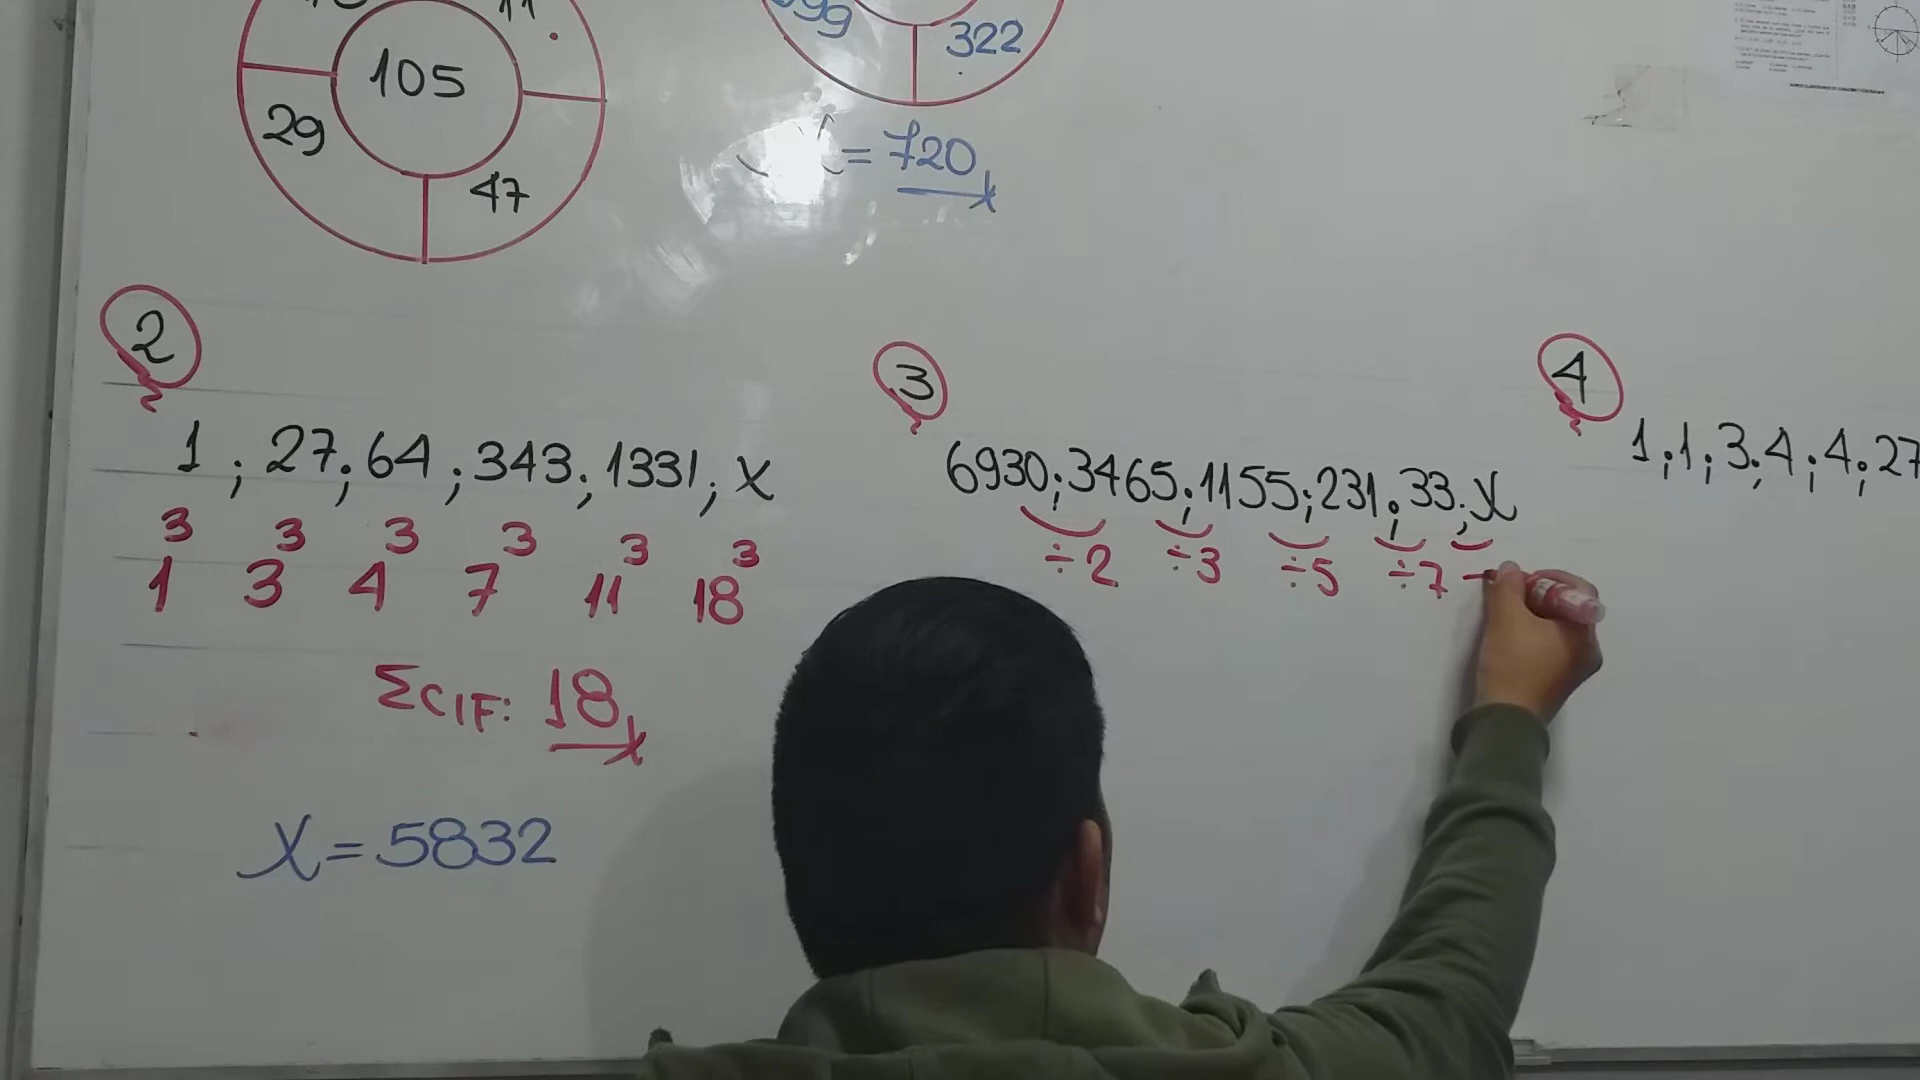 105
29
47
322
= 720
2
1 ; 27 ; 64 ; 343 ; 1331 ; x
1³ 3³ 4³ 7³ 11³ 18³
ΣCIF: 18
X = 5832
3
6930 ; 3465 ; 1155 ; 231 ; 33 ; X
÷2 ÷3 ÷5 ÷7
4
1 ; 1 ; 3 ; 4 ; 4 ; 27